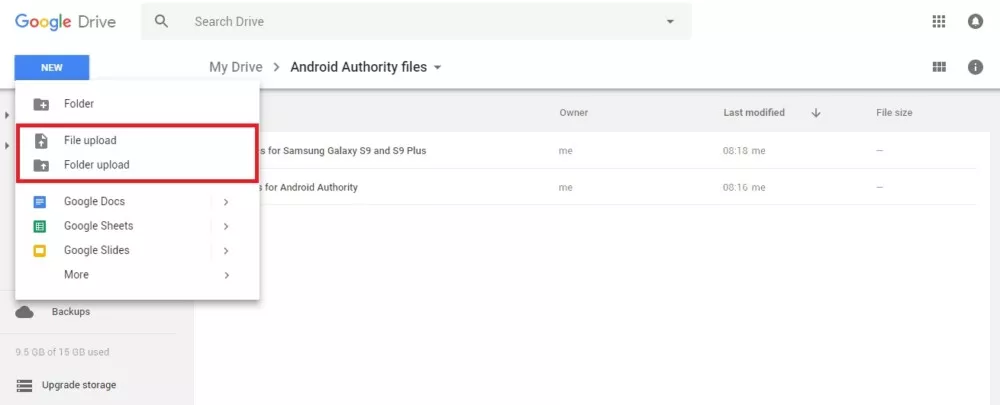 Google Drive
Search Drive
NEW
My Drive > Android Authority files
Folder
File upload
Folder upload
Google Docs
Google Sheets
Google Slides
More
Owner
Last modified
File size
s for Samsung Galaxy S9 and S9 Plus
me
08:18 me
—
s for Android Authority
me
08:16 me
—
Backups
9.5 GB of 15 GB used
Upgrade storage